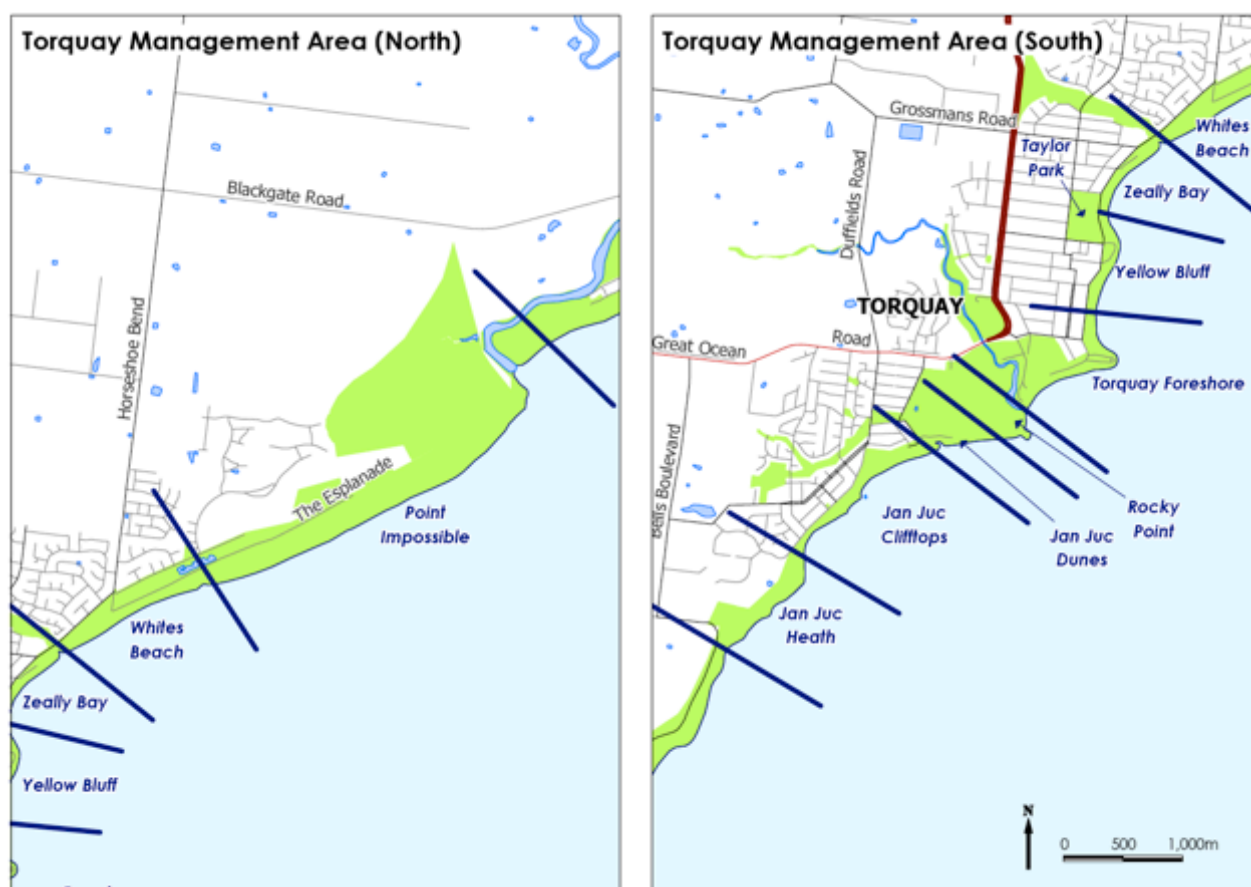 Torquay Management Area (North)
Blackgate Road
Horseshoe Bend
The Esplanade
Point
Impossible
Whites
Beach
Zeally Bay
Yellow Bluff
Torquay Management Area (South)
Grossmans Road
Whites
Beach
Taylor
Park
Duffields Road
Zeally Bay
Yellow Bluff
TORQUAY
Great Ocean
Road
Torquay Foreshore
Bells Boulevard
Rocky
Point
Jan Juc
Clifftops
Jan Juc
Dunes
Jan Juc
Heath
N
0 500 1,000m